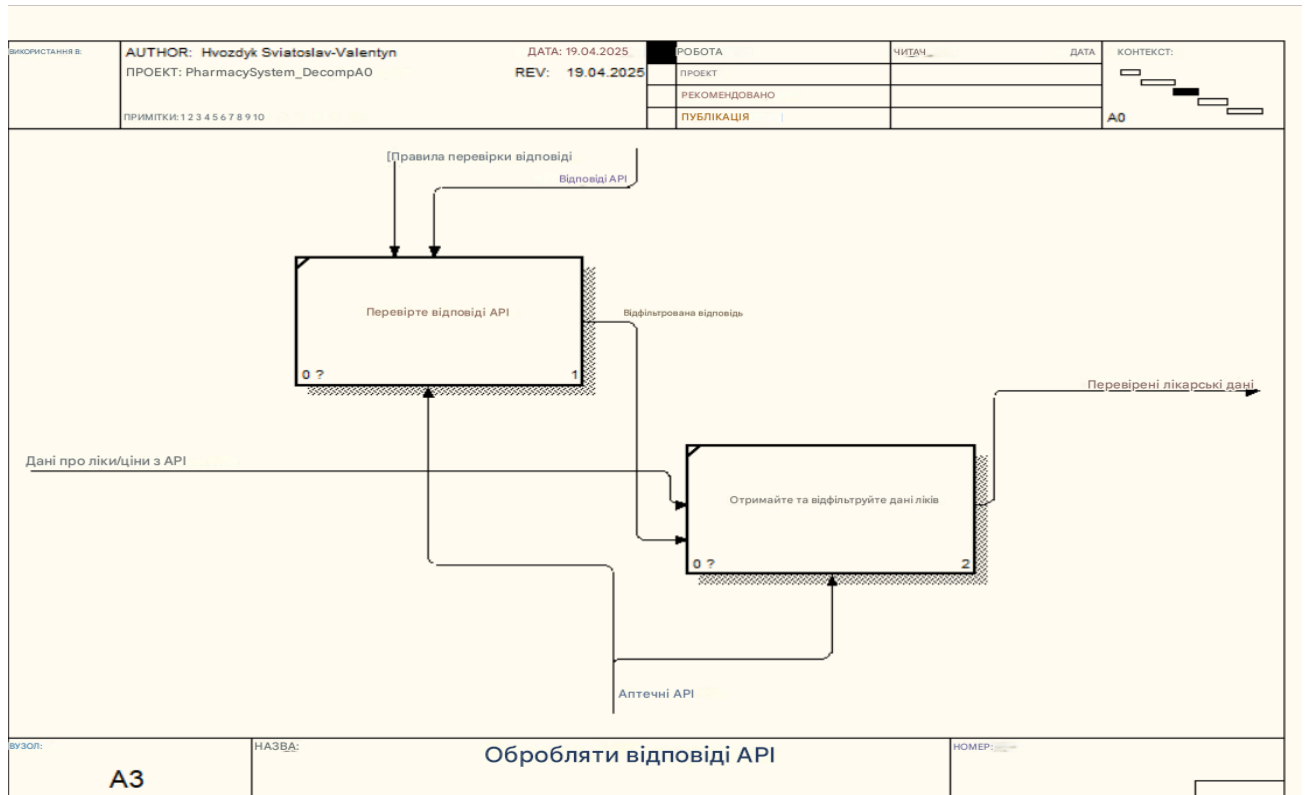 ВИКОРИСТАННЯ В:
AUTHOR: Hvozdyk Sviatoslav-Valentyn
ДАТА: 19.04.2025
ПРОЕКТ: PharmacySystem_DecompA0
REV: 19.04.2025
ПРИМІТКИ: 1 2 3 4 5 6 7 8 9 10
РОБОТА
ПРОЕКТ
РЕКОМЕНДОВАНО
ПУБЛІКАЦІЯ
ЧИТАЧ
ДАТА
КОНТЕКСТ:
A0
[Правила перевірки відповіді
Відповіді API
Перевірте відповіді API
0 ?
1
Відфільтрована відповідь
Перевірені лікарські дані
Дані про ліки/ціни з API
Отримайте та відфільтруйте дані ліків
0 ?
2
Аптечні API
ВУЗОЛ:
A3
НАЗВА:
Обробляти відповіді API
НОМЕР: